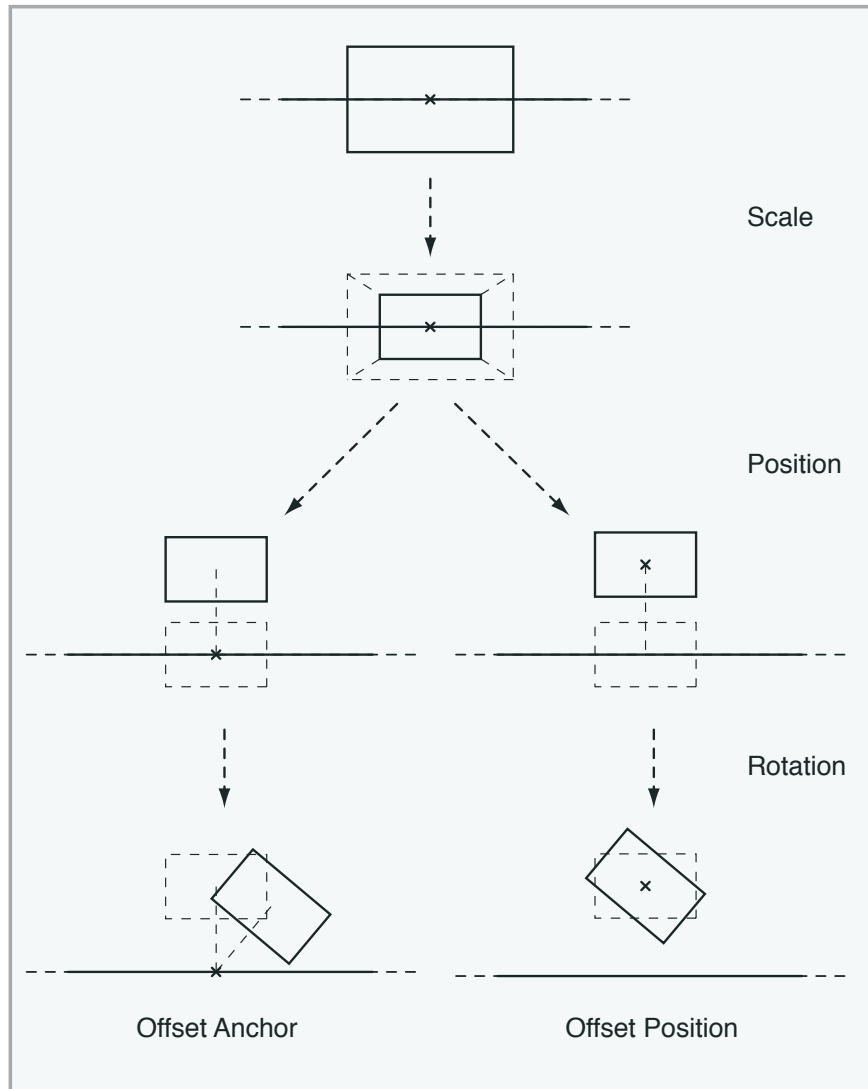 Scale
Position
Rotation
Offset Anchor
Offset Position